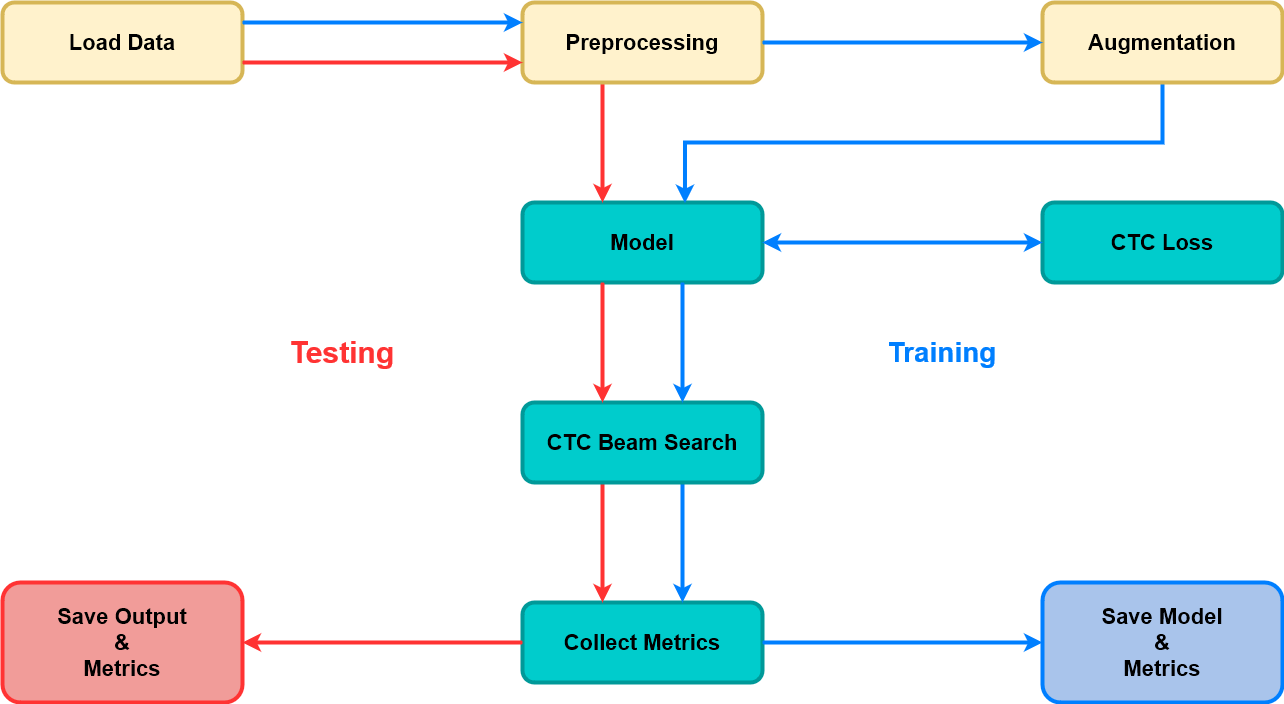 Load Data
Preprocessing
Augmentation
Model
CTC Loss
Testing
Training
CTC Beam Search
Save Output
&
Metrics
Collect Metrics
Save Model
&
Metrics